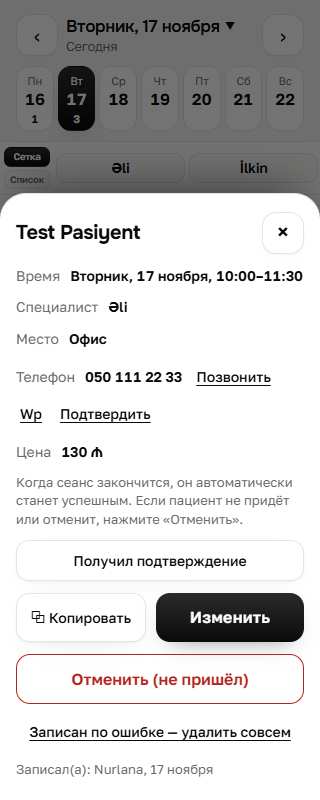 ‹
Вторник, 17 ноября ▼
Сегодня
›
Пн Вт Ср Чт Пт Сб Вс
16 17 18 19 20 21 22
1 3
Сетка
Список
Əli İlkin
Test Pasiyent ×
Время Вторник, 17 ноября, 10:00–11:30
Специалист Əli
Место Офис
Телефон 050 111 22 33 Позвонить
Wp Подтвердить
Цена 130 ₼
Когда сеанс закончится, он автоматически
станет успешным. Если пациент не придёт
или отменит, нажмите «Отменить».
Получил подтверждение
Копировать Изменить
Отменить (не пришёл)
Записан по ошибке — удалить совсем
Записал(а): Nurlana, 17 ноября